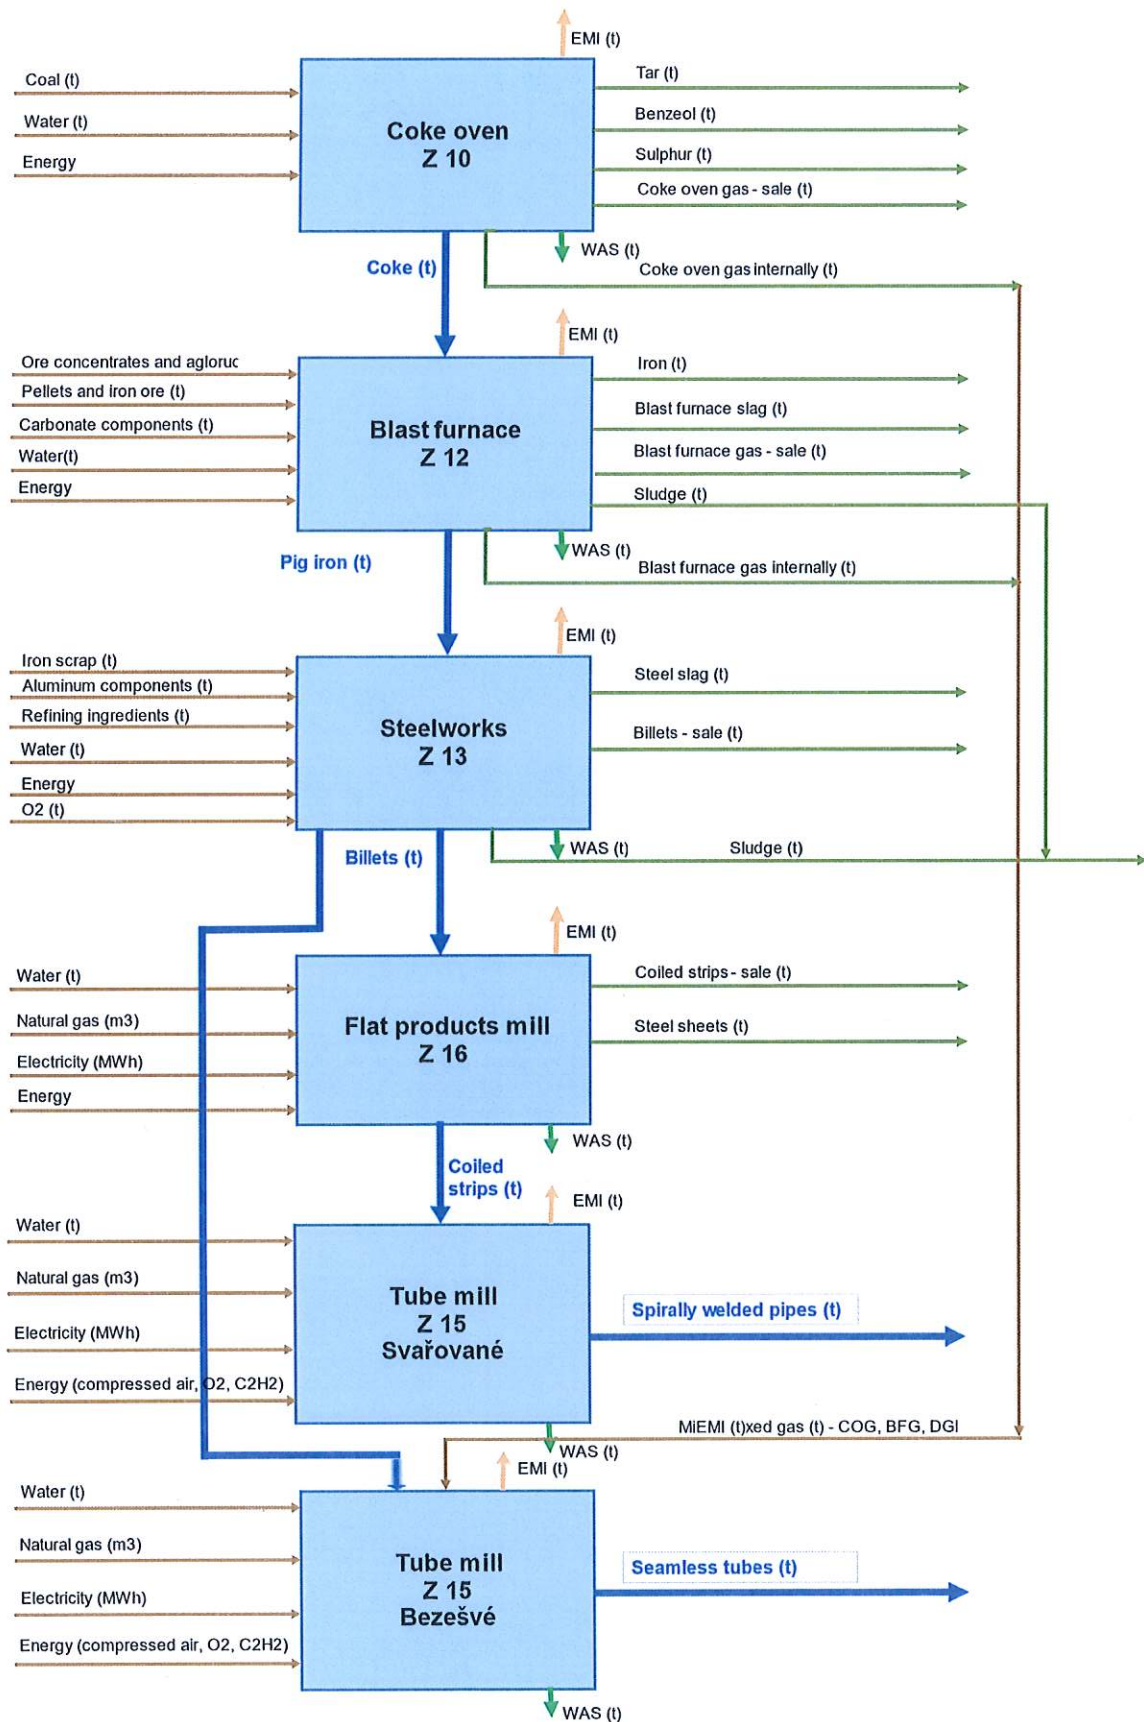 EMI (t)
Coal (t)
Water (t)
Energy
Coke oven
Z 10
Tar (t)
Benzeol (t)
Sulphur (t)
Coke oven gas - sale (t)
WAS (t)
Coke (t)
Coke oven gas internally (t)
EMI (t)
Ore concentrates and agloruc
Pellets and iron ore (t)
Carbonate components (t)
Water(t)
Energy
Blast furnace
Z 12
Iron (t)
Blast furnace slag (t)
Blast furnace gas - sale (t)
Sludge (t)
WAS (t)
Pig iron (t)
Blast furnace gas internally (t)
EMI (t)
Iron scrap (t)
Aluminum components (t)
Refining ingredients (t)
Water (t)
Energy
O2 (t)
Steelworks
Z 13
Steel slag (t)
Billets - sale (t)
WAS (t)
Billets (t)
Sludge (t)
EMI (t)
Water (t)
Natural gas (m3)
Electricity (MWh)
Energy
Flat products mill
Z 16
Coiled strips - sale (t)
Steel sheets (t)
WAS (t)
Coiled
strips (t)
EMI (t)
Water (t)
Natural gas (m3)
Electricity (MWh)
Energy (compressed air, O2, C2H2)
Tube mill
Z 15
Svařované
Spirally welded pipes (t)
MiEMI (t)xed gas (t) - COG, BFG, DGI
WAS (t)
EMI (t)
Water (t)
Natural gas (m3)
Electricity (MWh)
Energy (compressed air, O2, C2H2)
Tube mill
Z 15
Bezešvé
Seamless tubes (t)
WAS (t)